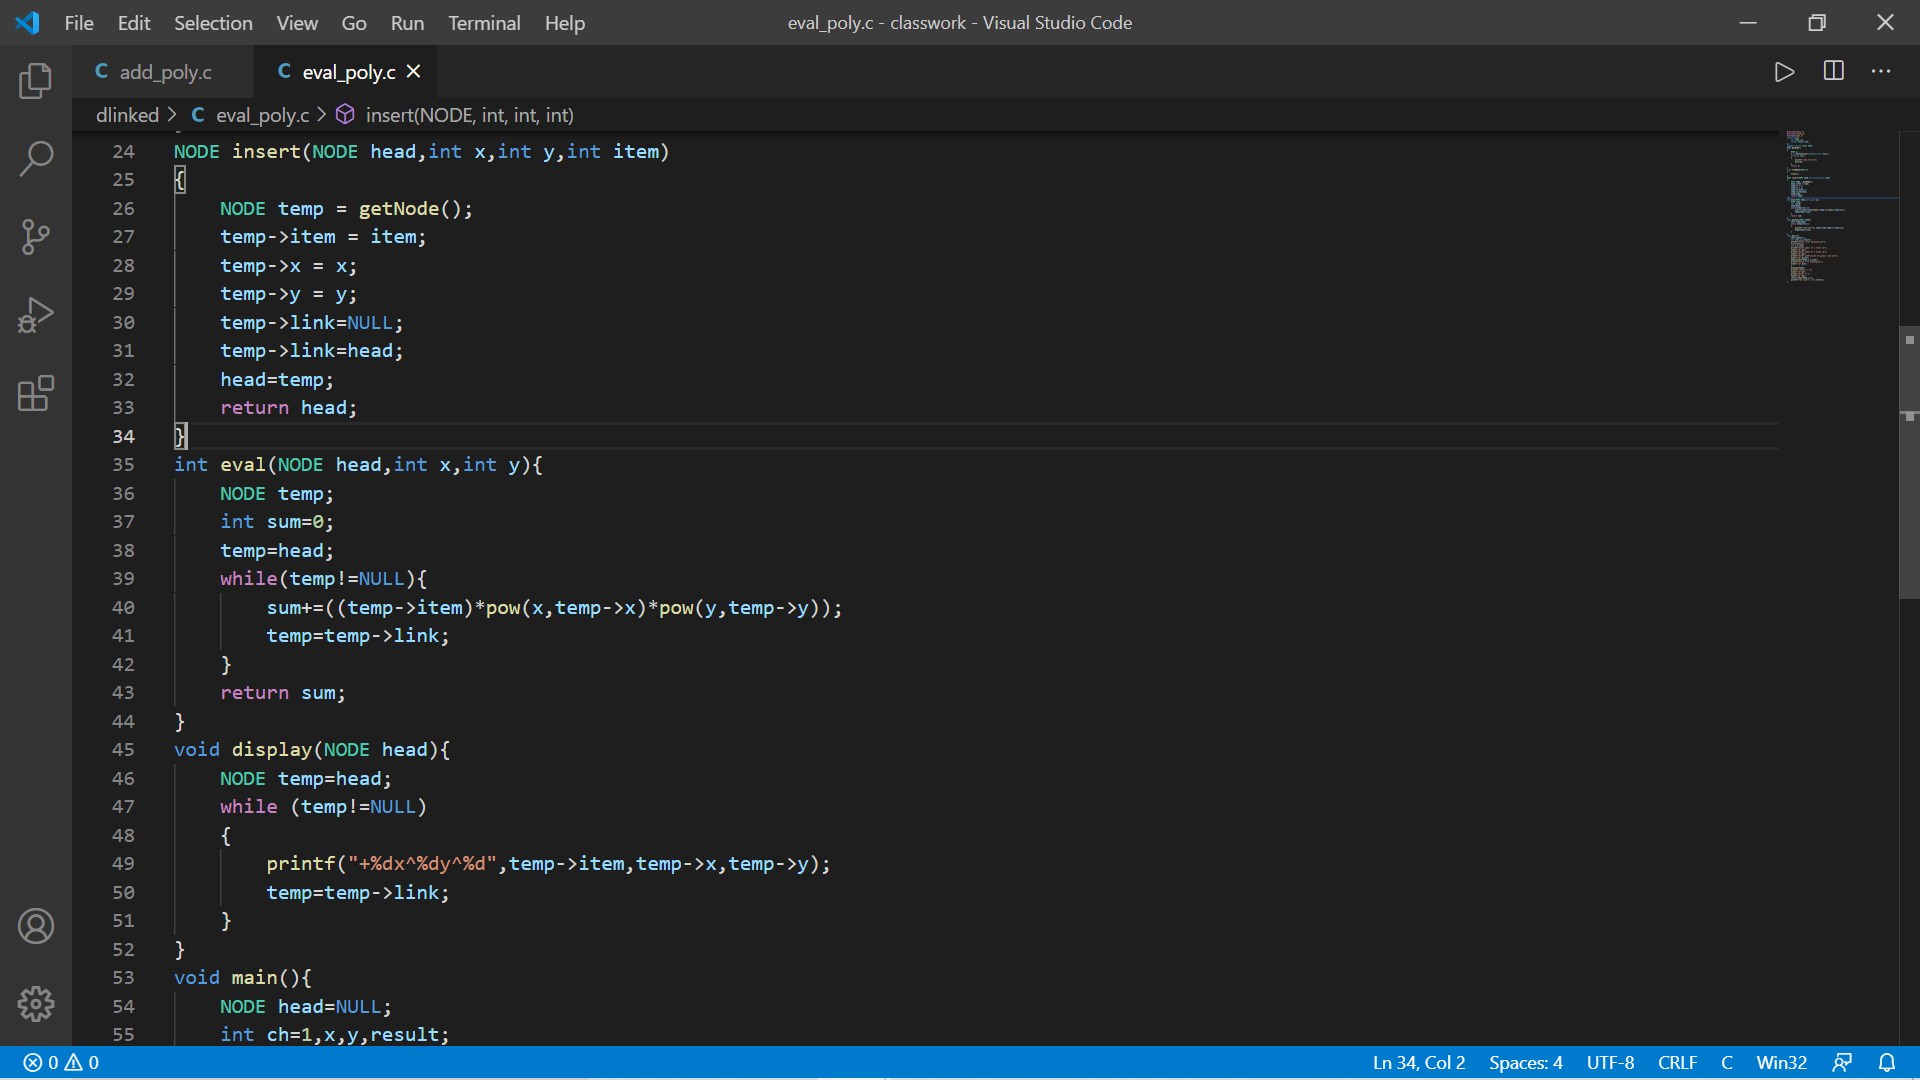 File Edit Selection View Go Run Terminal Help
eval_poly.c - classwork - Visual Studio Code
C add_poly.c
C eval_poly.c
dlinked > C eval_poly.c > insert(NODE, int, int, int)
24 NODE insert(NODE head,int x,int y,int item)
25 {
26     NODE temp = getNode();
27     temp->item = item;
28     temp->x = x;
29     temp->y = y;
30     temp->link=NULL;
31     temp->link=head;
32     head=temp;
33     return head;
34 }
35 int eval(NODE head,int x,int y){
36     NODE temp;
37     int sum=0;
38     temp=head;
39     while(temp!=NULL){
40         sum+=((temp->item)*pow(x,temp->x)*pow(y,temp->y));
41         temp=temp->link;
42     }
43     return sum;
44 }
45 void display(NODE head){
46     NODE temp=head;
47     while (temp!=NULL)
48     {
49         printf("+%dx^%dy^%d",temp->item,temp->x,temp->y);
50         temp=temp->link;
51     }
52 }
53 void main(){
54     NODE head=NULL;
55     int ch=1,x,y,result;
0 0
Ln 34, Col 2 Spaces: 4 UTF-8 CRLF C Win32